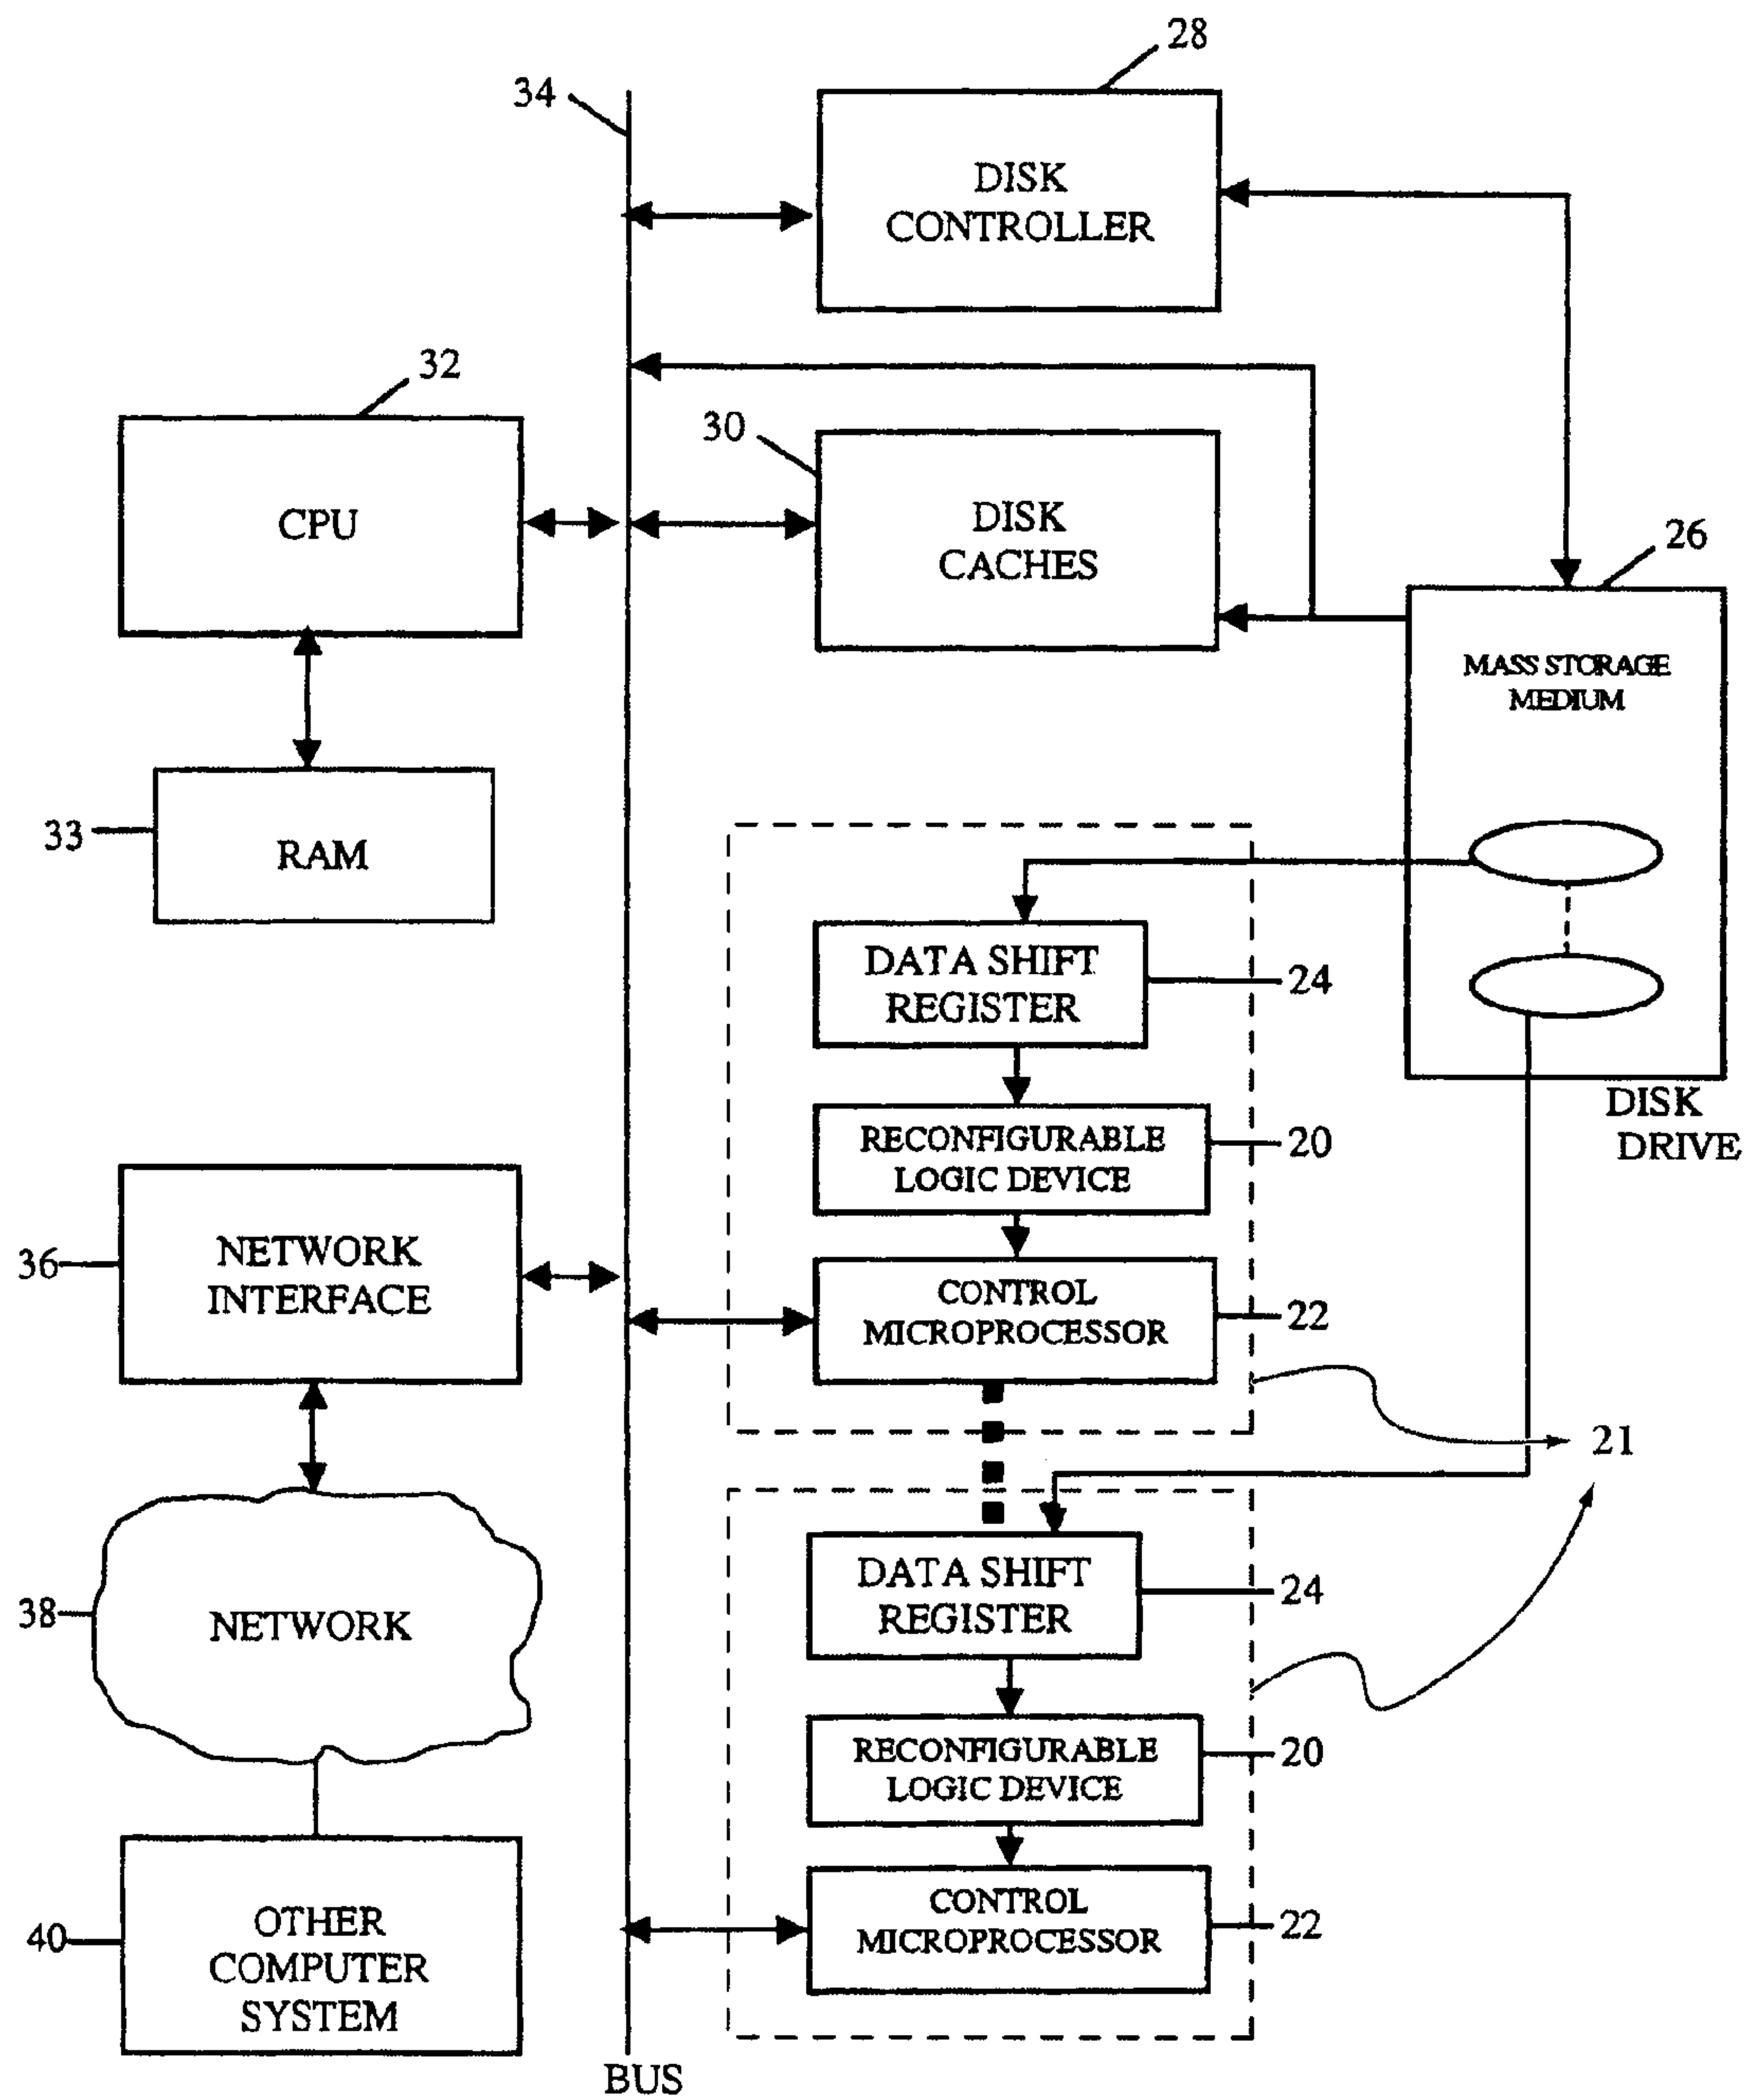 28
34
DISK
CONTROLLER
32
30
CPU
DISK
CACHES
26
MASS STORAGE
MEDIUM
33
RAM
DATA SHIFT
REGISTER
24
DISK
DRIVE
RECONFIGURABLE
LOGIC DEVICE
20
36
NETWORK
INTERFACE
CONTROL
MICROPROCESSOR
22
21
38
NETWORK
DATA SHIFT
REGISTER
24
RECONFIGURABLE
LOGIC DEVICE
20
40
OTHER
COMPUTER
SYSTEM
CONTROL
MICROPROCESSOR
22
BUS